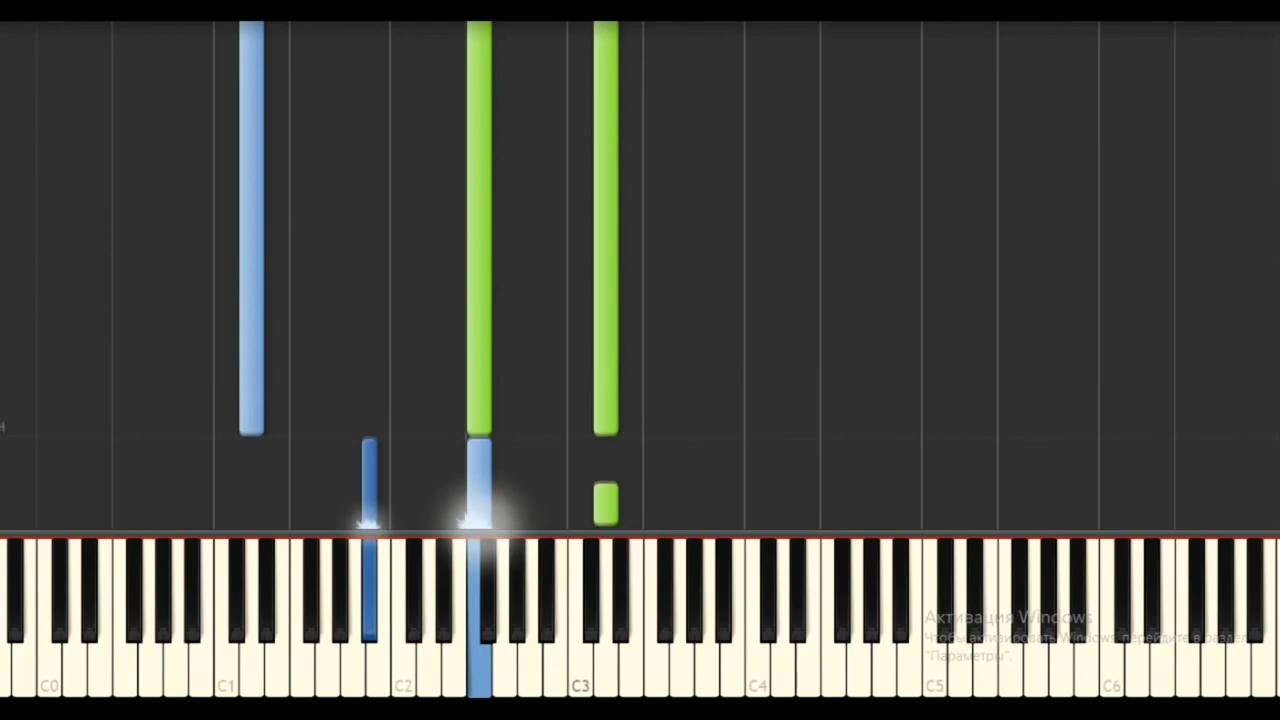 Активация Windows
Чтобы активировать Windows, перейдите в раздел
"Параметры".
C0 C1 C2 C3 C4 C5 C6